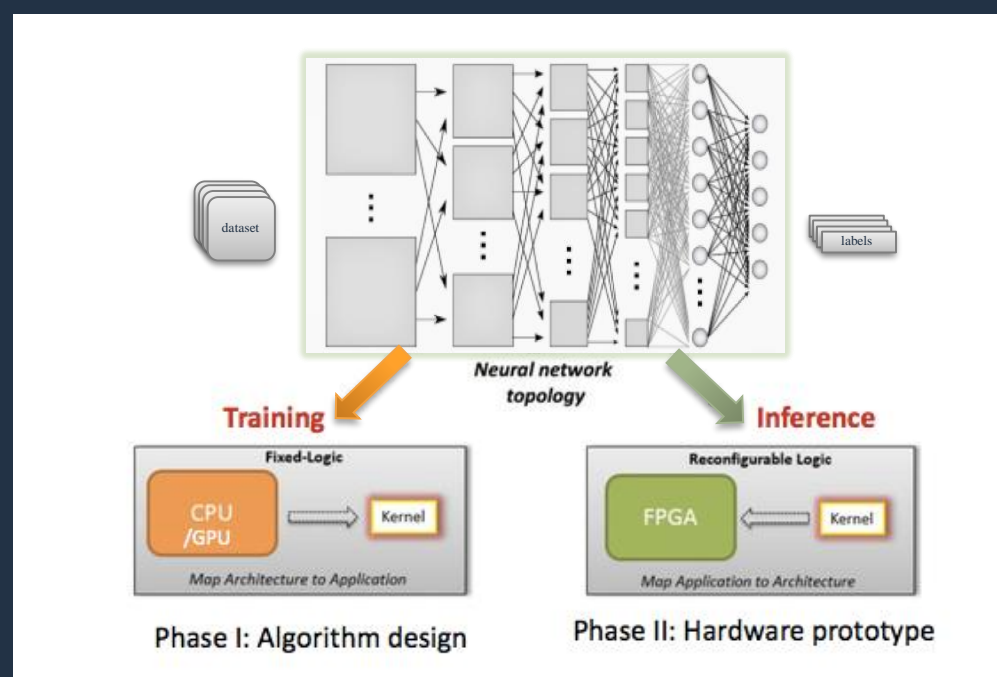 dataset
labels
Neural network
topology
Training
Inference
Fixed-Logic
CPU
/GPU
Kernel
Map Architecture to Application
Reconfigurable Logic
FPGA
Kernel
Map Application to Architecture
Phase I: Algorithm design
Phase II: Hardware prototype